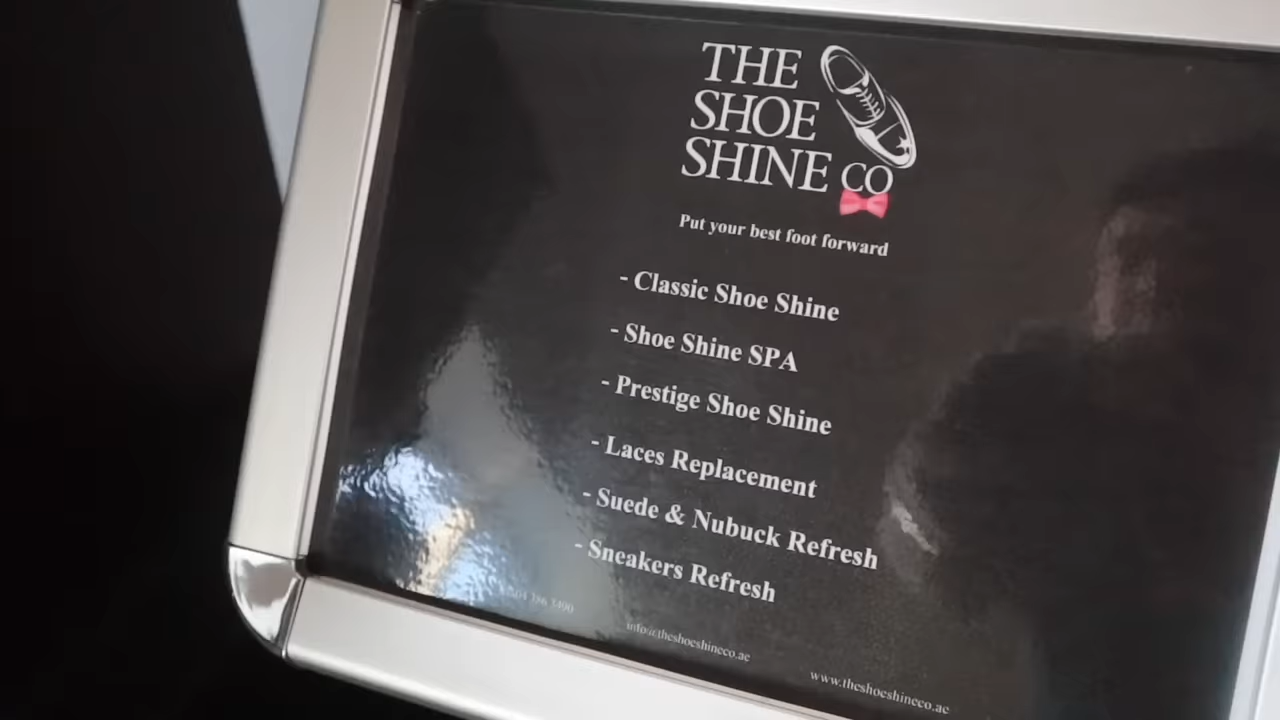 THE
SHOE
SHINE CO
Put your best foot forward
- Classic Shoe Shine
- Shoe Shine SPA
- Prestige Shoe Shine
- Laces Replacement
- Suede & Nubuck Refresh
- Sneakers Refresh
info@theshoeshineco.ae
www.theshoeshineco.ae